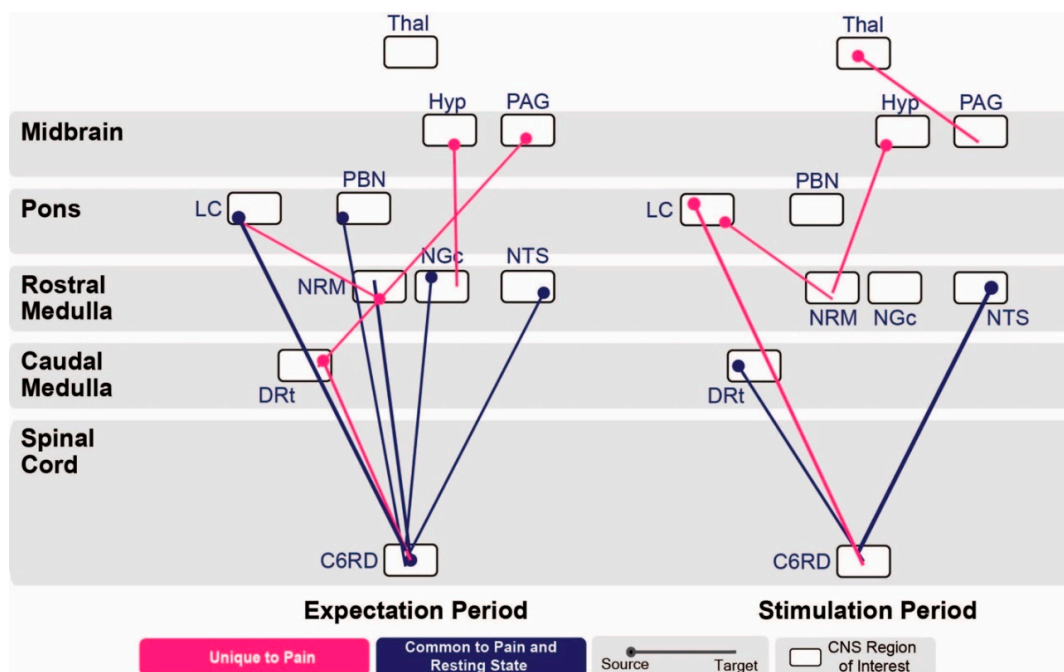 Thal
Thal
Hyp
PAG
Hyp
PAG
Midbrain
PBN
PBN
Pons
LC
LC
NGc
NTS
Rostral
Medulla
NRM
NRM
NGc
NTS
Caudal
Medulla
DRt
DRt
Spinal
Cord
C6RD
C6RD
Expectation Period
Stimulation Period
Unique to Pain
Common to Pain and
Resting State
Source
Target
CNS Region
of Interest